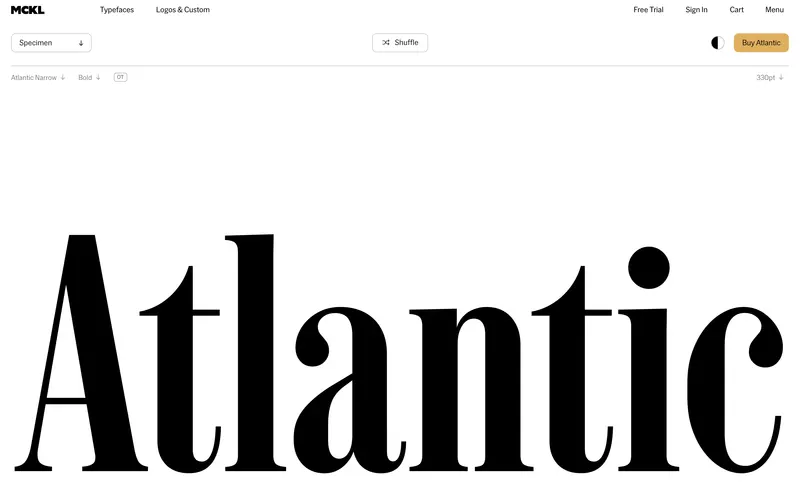 MCKL Typefaces Logos & Custom Free Trial Sign In Cart Menu
Specimen ↓ Shuffle Buy Atlantic
Atlantic Narrow ↓ Bold ↓ OT 330pt ↓
Atlantic